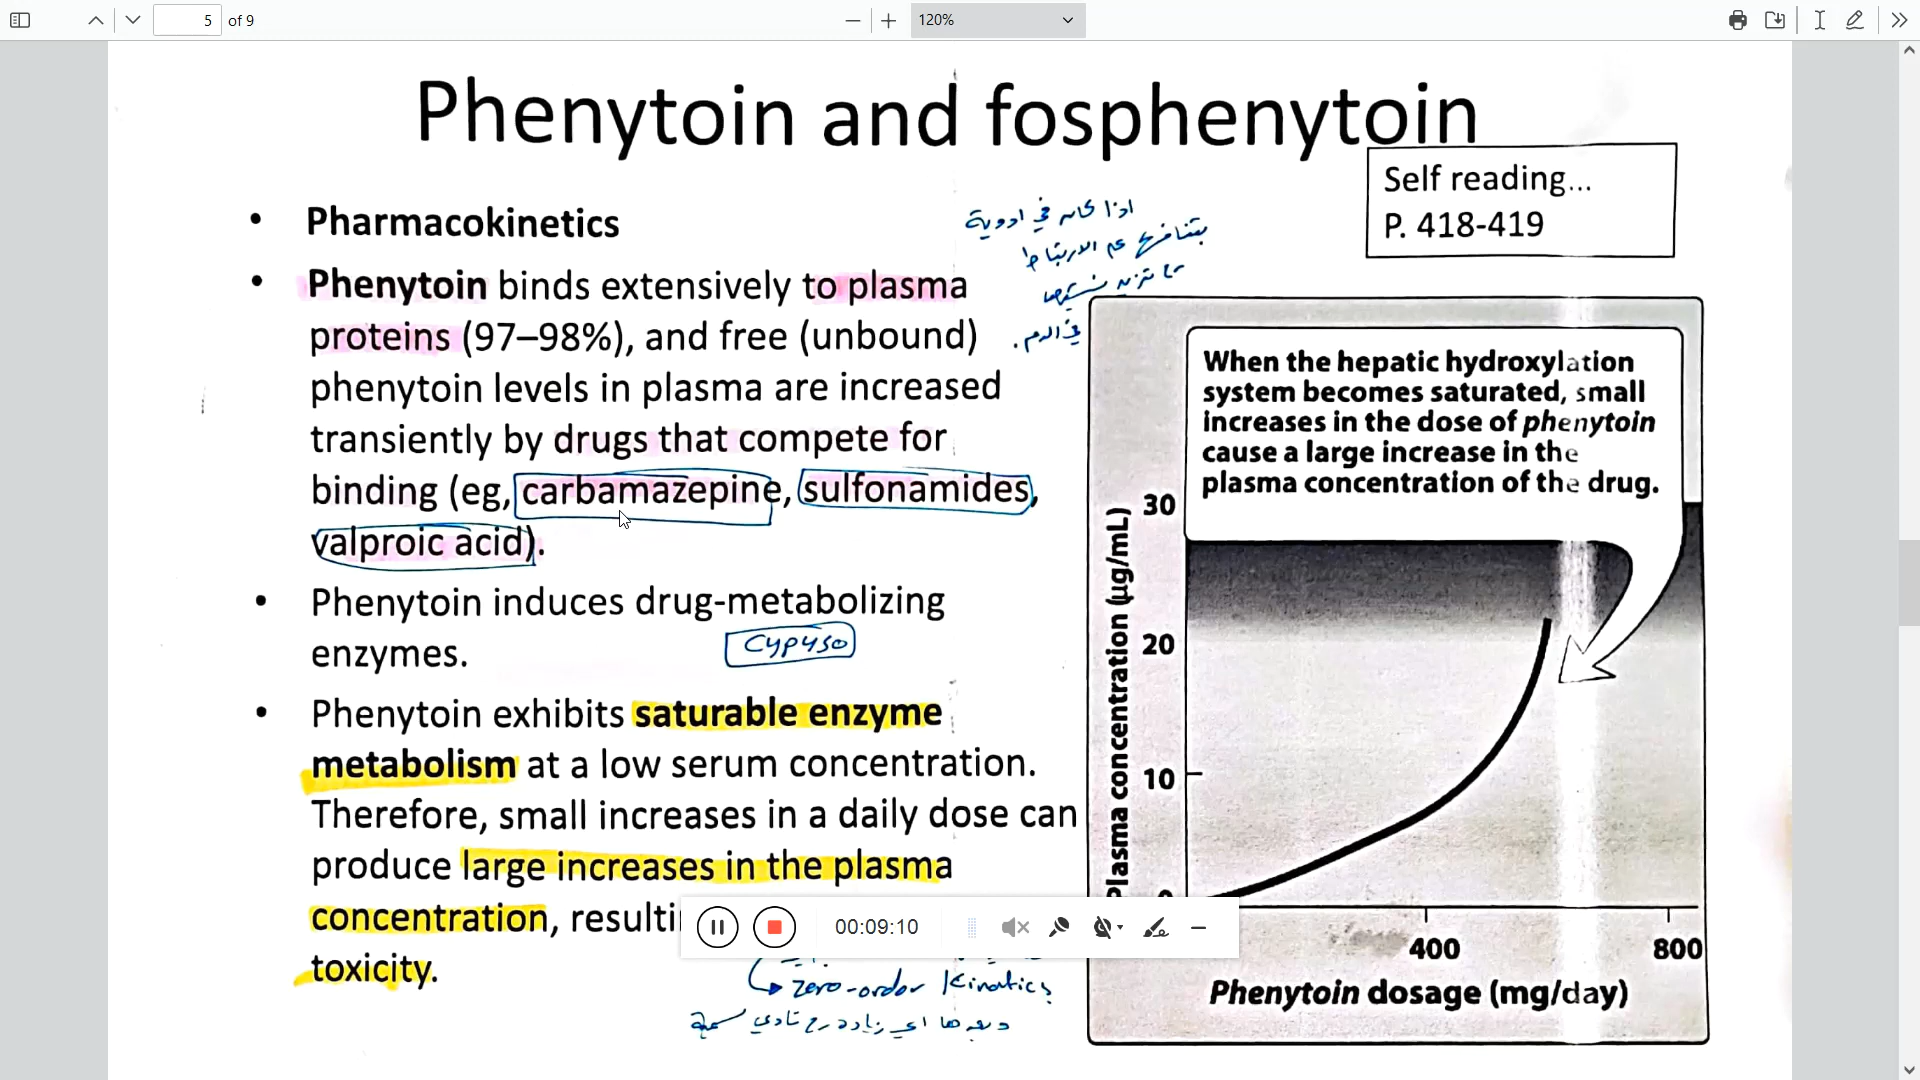 5 of 9
120%
Phenytoin and fosphenytoin
Self reading...
P. 418-419
• Pharmacokinetics
اذا كان في ادوية
بتنافسها عم الارتباط
في الدم.
• Phenytoin binds extensively to plasma
proteins (97–98%), and free (unbound)
phenytoin levels in plasma are increased
transiently by drugs that compete for
binding (eg, carbamazepine, sulfonamides,
valproic acid).
• Phenytoin induces drug-metabolizing
enzymes.
CYP450
• Phenytoin exhibits saturable enzyme
metabolism at a low serum concentration.
Therefore, small increases in a daily dose can
produce large increases in the plasma
concentration, resulti
toxicity.
Zero-order Kinetics
When the hepatic hydroxylation
system becomes saturated, small
increases in the dose of phenytoin
cause a large increase in the
plasma concentration of the drug.
Plasma concentration (µg/mL)
30
20
10
0
400
800
Phenytoin dosage (mg/day)
00:09:10